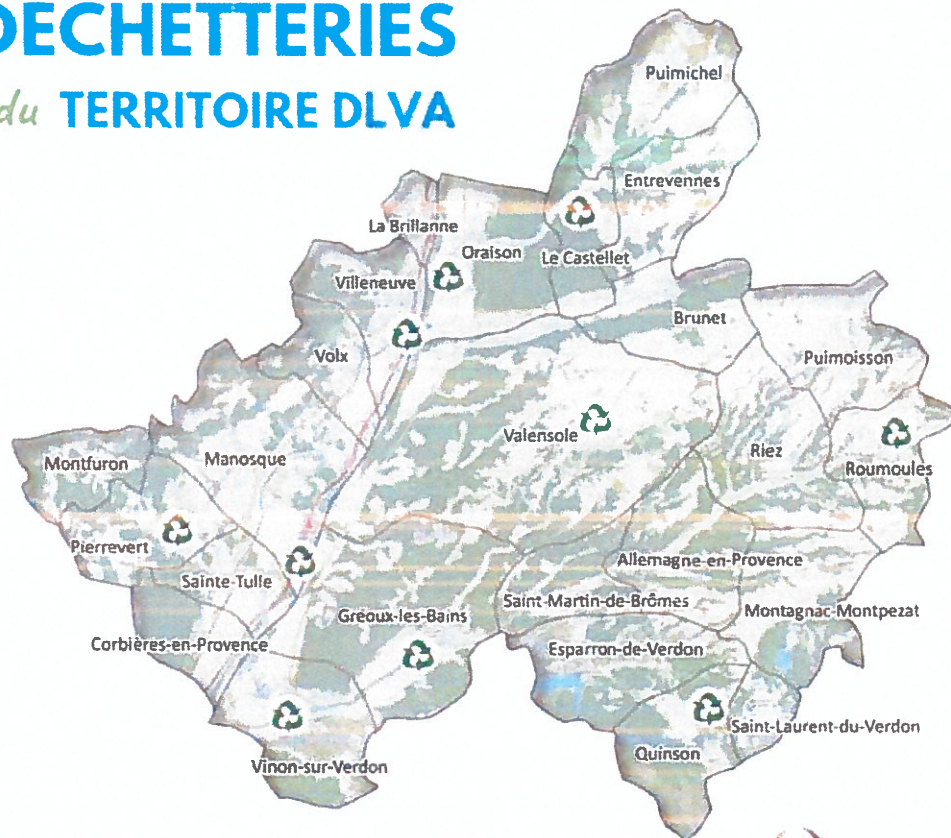 DECHETTERIES
du TERRITOIRE DLVA
Puimichel
Entrevennes
La Brillanne
Oraison
Le Castellet
Villeneuve
Brunet
Volx
Puimoisson
Valensole
Riez
Manosque
Montfuron
Roumoules
Pierrevert
Allemagne-en-Provence
Sainte-Tulle
Saint-Martin-de-Brômes
Montagnac-Montpezat
Gréoux-les-Bains
Corbières-en-Provence
Esparron-de-Verdon
Saint-Laurent-du-Verdon
Quinson
Vinon-sur-Verdon